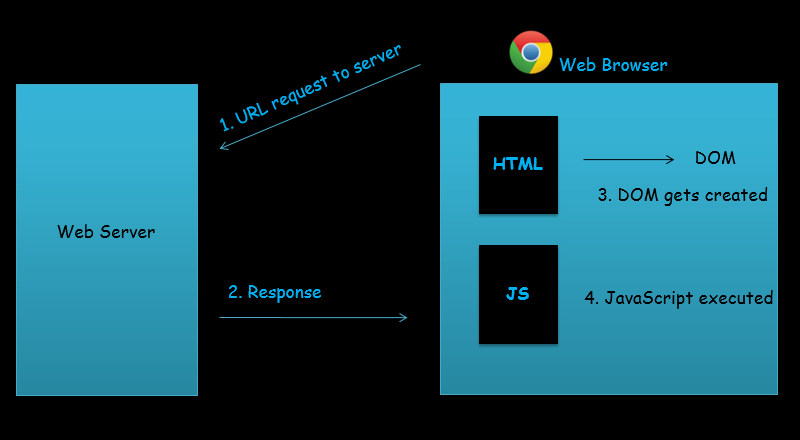 Web Browser
1. URL request to server
HTML
DOM
3. DOM gets created
Web Server
2. Response
JS
4. JavaScript executed